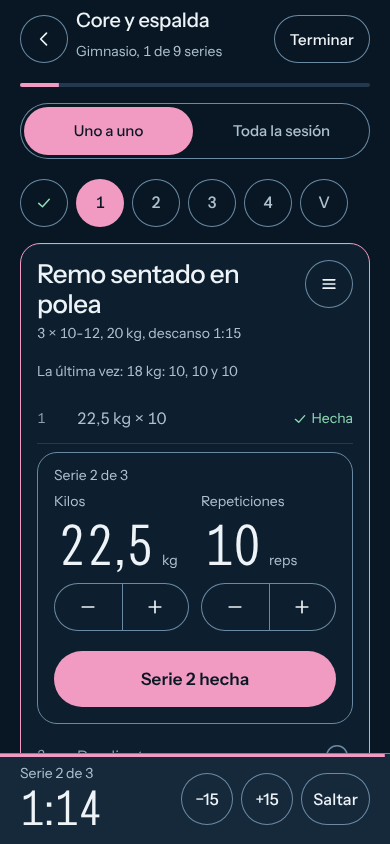 Core y espalda
Gimnasio, 1 de 9 series
Terminar
Uno a uno
Toda la sesión
1
2
3
4
V
Remo sentado en
polea
3 × 10–12, 20 kg, descanso 1:15
La última vez: 18 kg: 10, 10 y 10
1 22,5 kg × 10 Hecha
Serie 2 de 3
Kilos
Repeticiones
22,5 kg
10 reps
− +
− +
Serie 2 hecha
Serie 2 de 3
1:14
−15
+15
Saltar